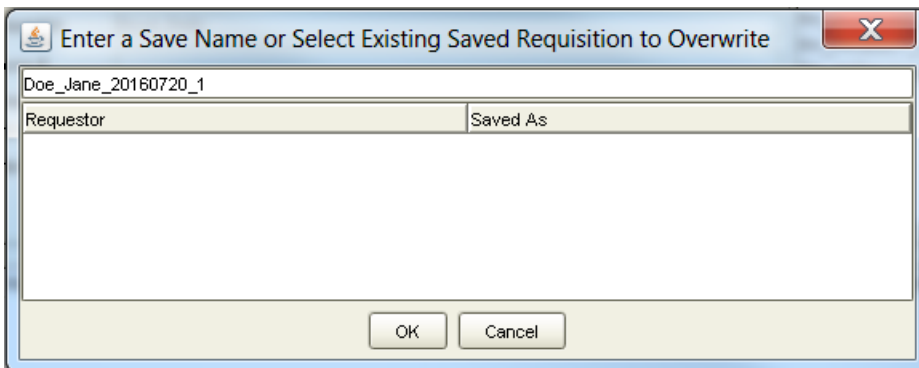 Enter a Save Name or Select Existing Saved Requisition to Overwrite
Doe_Jane_20160720_1
Requestor Saved As
OK Cancel